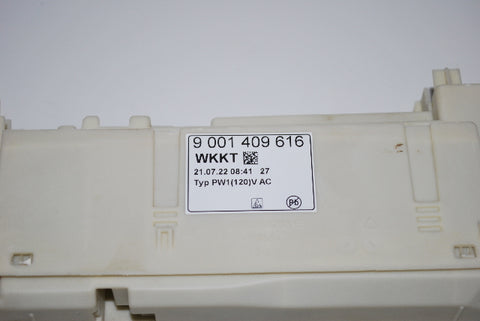 9 001 409 616
WKKT
21.07.22 08:41 27
Typ PW1(120)V AC